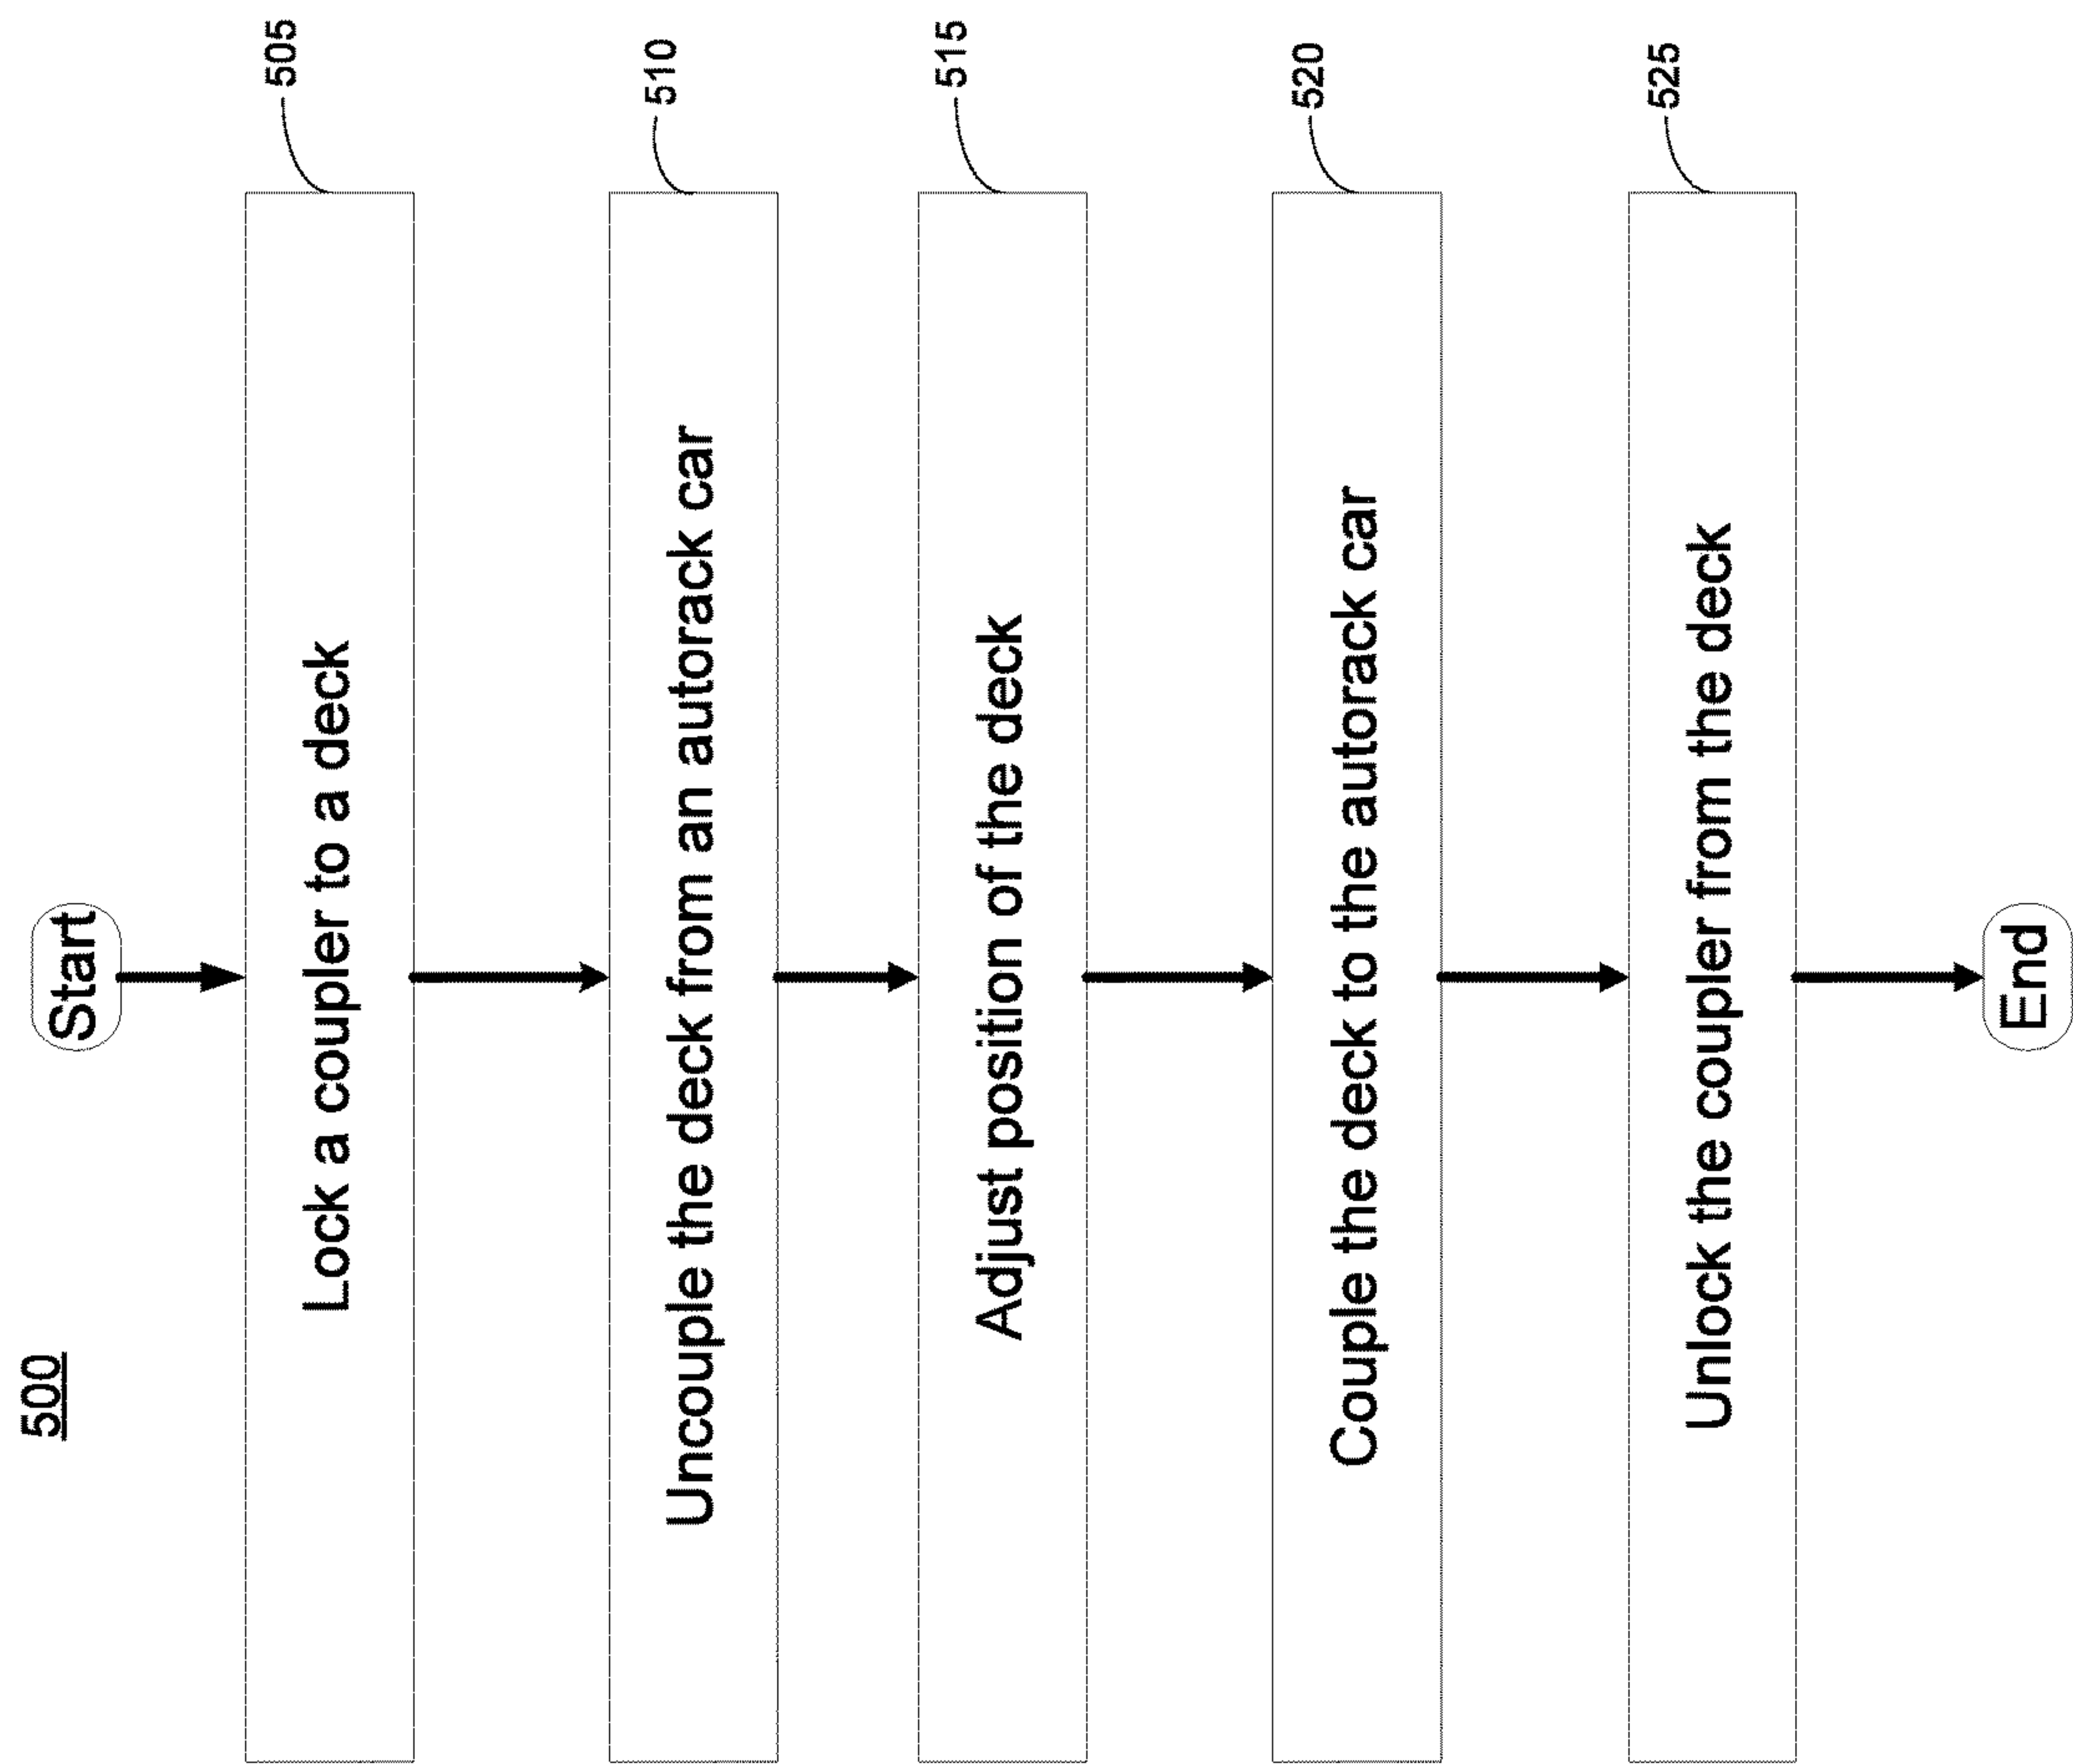 500
Start
Lock a coupler to a deck
505
Uncouple the deck from an autorack car
510
Adjust position of the deck
515
Couple the deck to the autorack car
520
Unlock the coupler from the deck
525
End